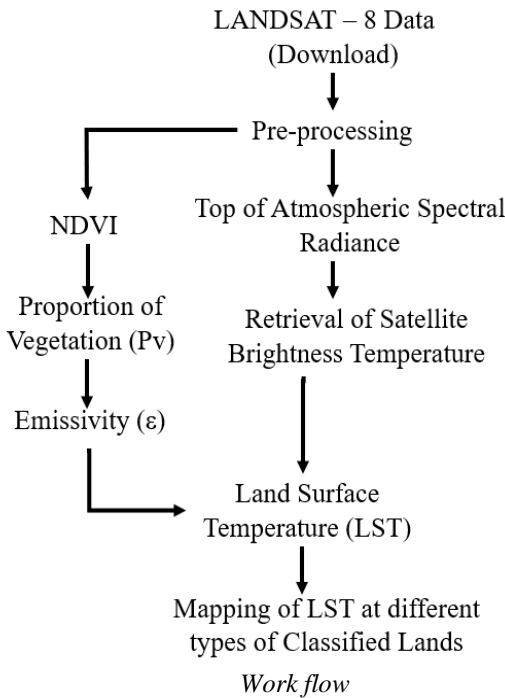 LANDSAT – 8 Data
(Download)
Pre-processing
Top of Atmospheric Spectral
Radiance
NDVI
Proportion of
Vegetation (Pv)
Retrieval of Satellite
Brightness Temperature
Emissivity (ε)
Land Surface
Temperature (LST)
Mapping of LST at different
types of Classified Lands
Work flow